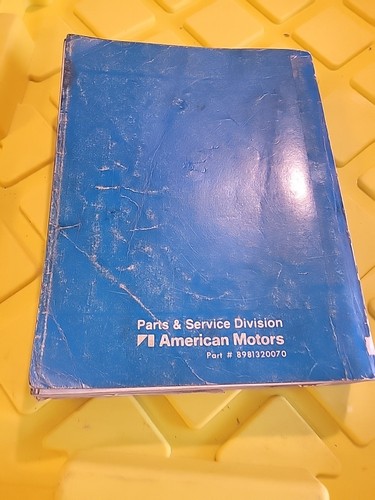 Parts & Service Division
American Motors
Part # 8981320070